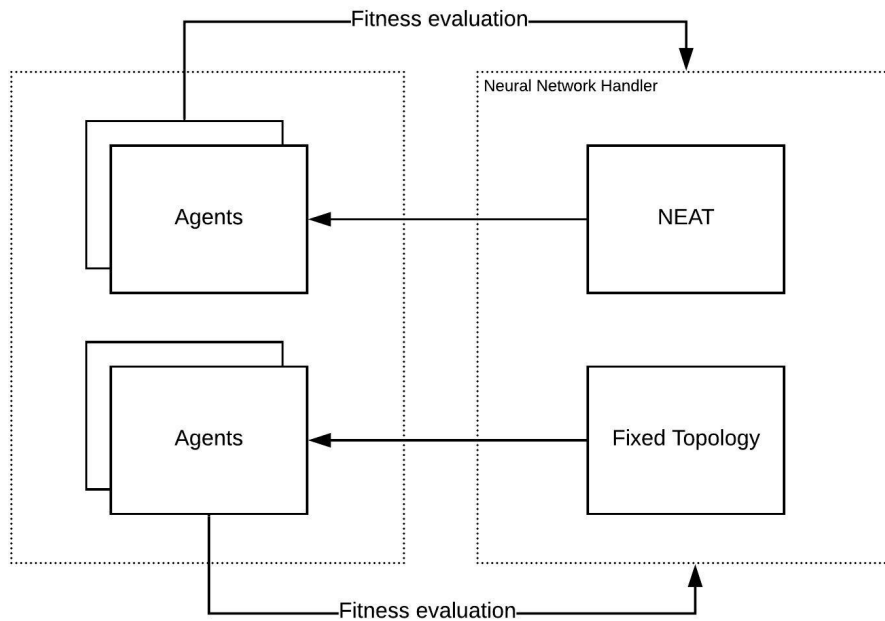 Fitness evaluation
Neural Network Handler
Agents
NEAT
Agents
Fixed Topology
Fitness evaluation